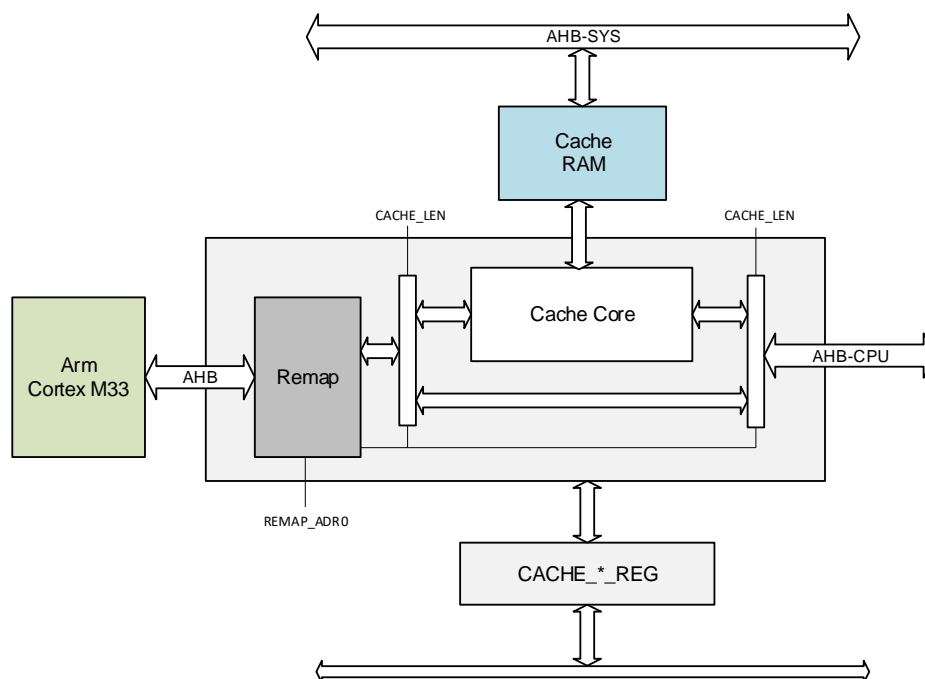 AHB-SYS
Cache
RAM
CACHE_LEN
CACHE_LEN
Cache Core
Arm
Cortex M33
AHB
Remap
AHB-CPU
REMAP_ADR0
CACHE_*_REG